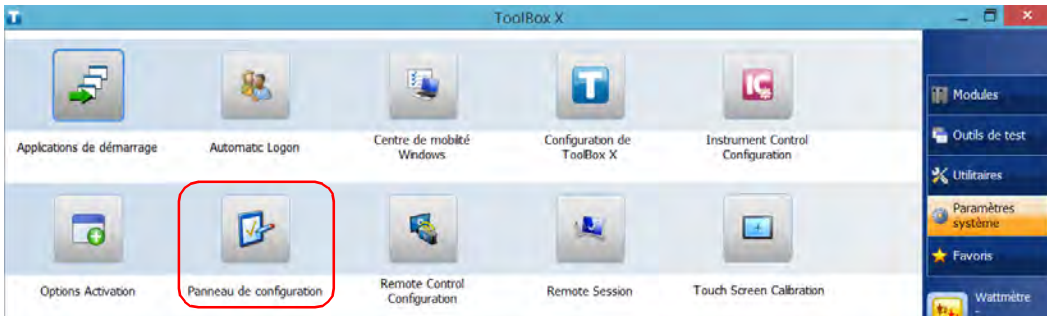 ToolBox X
Applications de démarrage
Automatic Logon
Centre de mobilité
Windows
Configuration de
ToolBox X
Instrument Control
Configuration
Options Activation
Panneau de configuration
Remote Control
Configuration
Remote Session
Touch Screen Calibration
Modules
Outils de test
Utilitaires
Paramètres
système
Favoris
Wattmètre